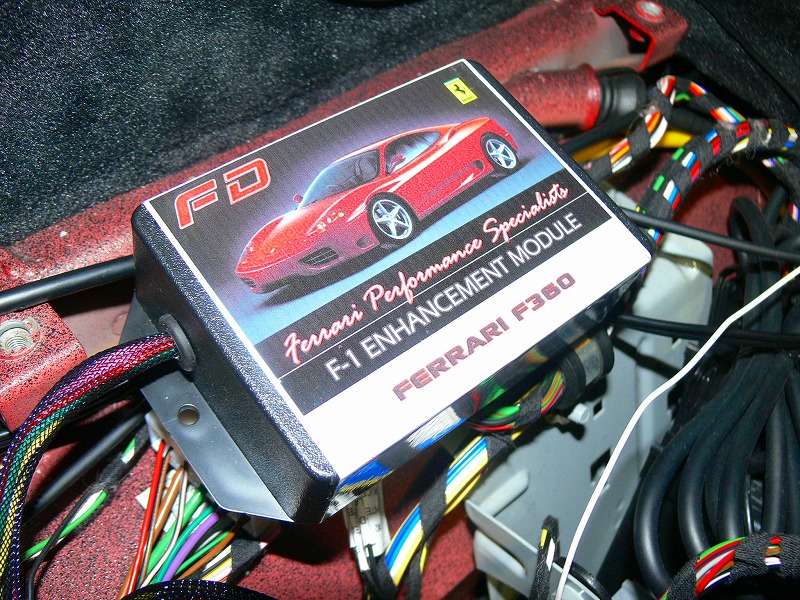 FD
Ferrari Performance Specialists
F-1 ENHANCEMENT MODULE
FERRARI F360